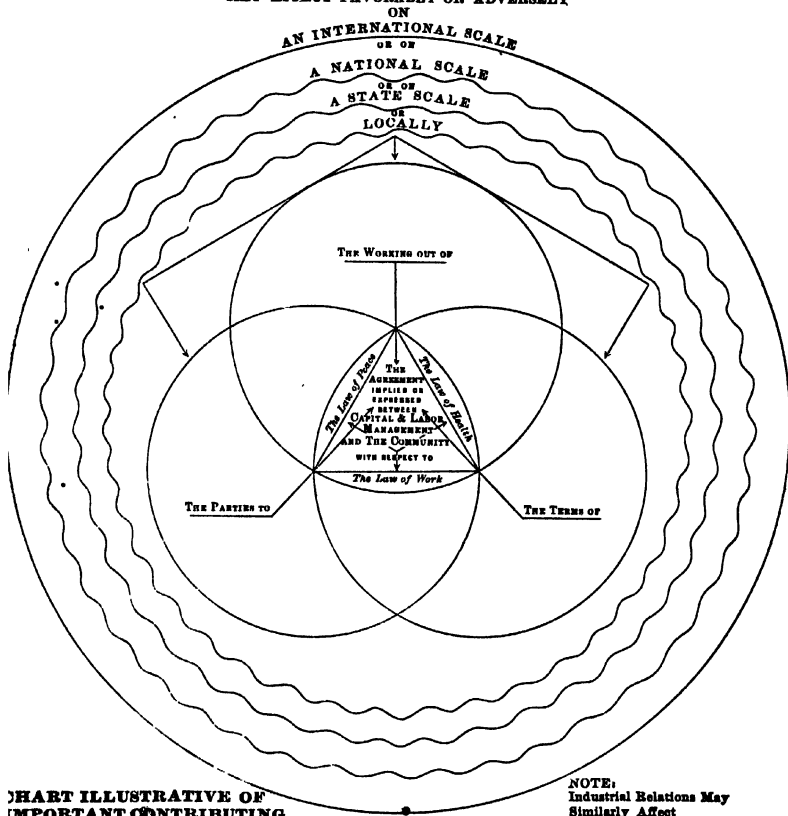 ON
AN INTERNATIONAL SCALE
OR ON
A NATIONAL SCALE
OR ON
A STATE SCALE
OR
LOCALLY
THE WORKING OUT OF
The Law of Peace
The Law of Health
THE
AGREEMENT
IMPLIED OR
EXPRESSED
BETWEEN
CAPITAL & LABOR
MANAGEMENT
AND THE COMMUNITY
WITH RESPECT TO
The Law of Work
THE PARTIES TO
THE TERMS OF
CHART ILLUSTRATIVE OF
IMPORTANT CONTRIBUTING
NOTE:
Industrial Relations May
Similarly Affect